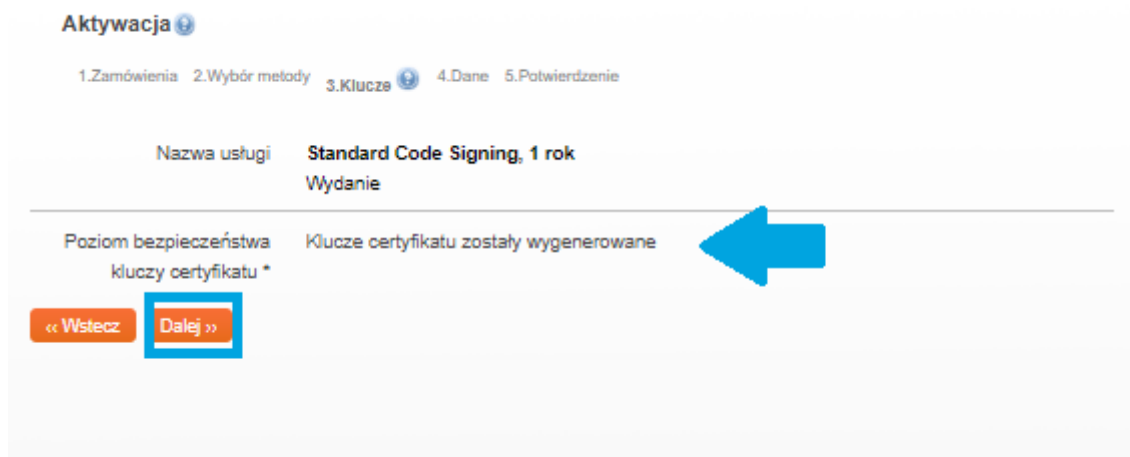 Aktywacja
1.Zamówienia 2.Wybór metody 3.Klucze 4.Dane 5.Potwierdzenie
Nazwa usługi Standard Code Signing, 1 rok
Wydanie
Poziom bezpieczeństwa Klucze certyfikatu zostały wygenerowane
kluczy certyfikatu *
‹‹ Wstecz Dalej ››